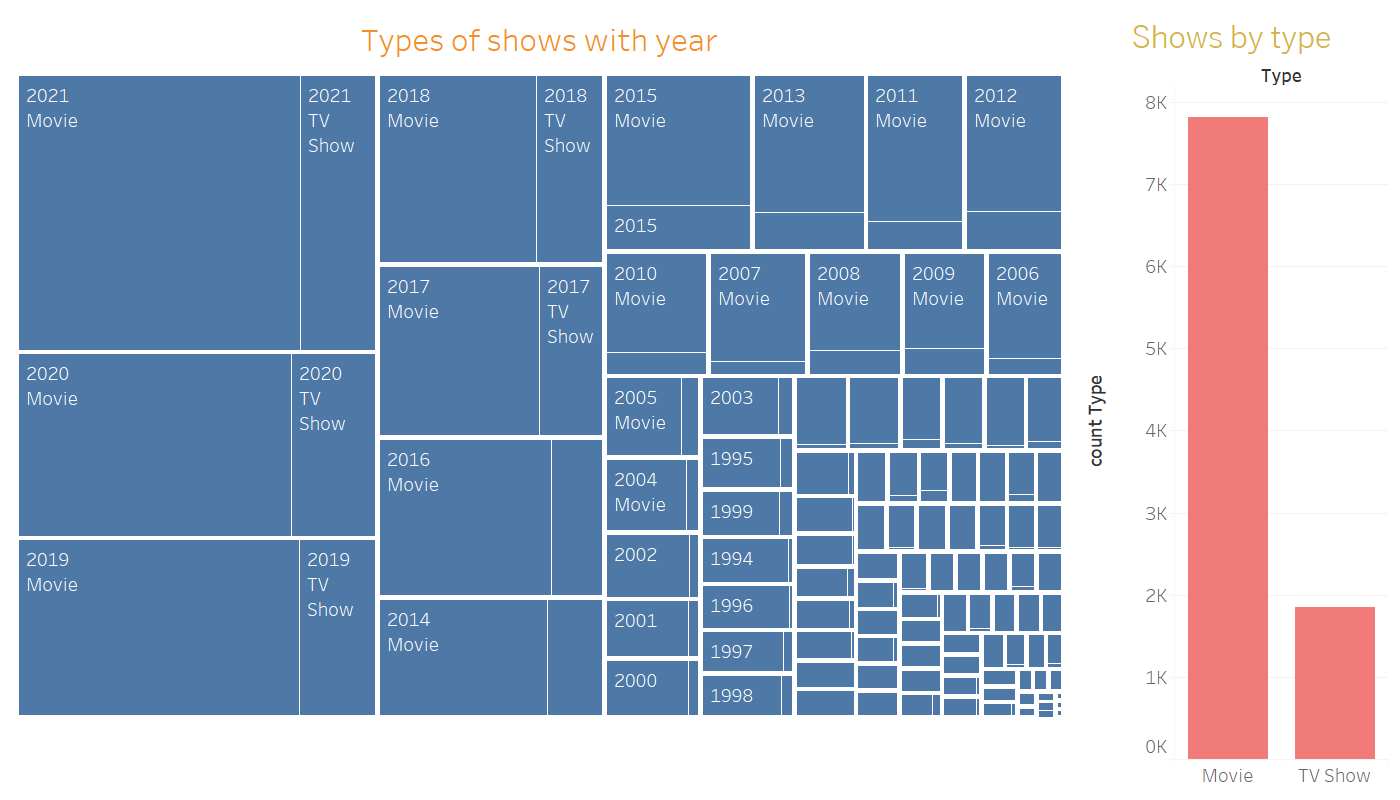 Types of shows with year
2021
Movie
2021
TV
Show
2020
Movie
2020
TV
Show
2019
Movie
2019
TV
Show
2018
Movie
2018
TV
Show
2017
Movie
2017
TV
Show
2016
Movie
2014
Movie
2015
Movie
2015
2013
Movie
2011
Movie
2012
Movie
2010
Movie
2007
Movie
2008
Movie
2009
Movie
2006
Movie
2005
Movie
2004
Movie
2002
2001
2000
2003
1995
1999
1994
1996
1997
1998
Shows by type
Type
8K
7K
6K
5K
4K
3K
2K
1K
0K
count Type
Movie
TV Show